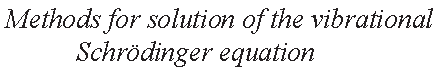 Methods for solution of the vibrational
Schrödinger equation